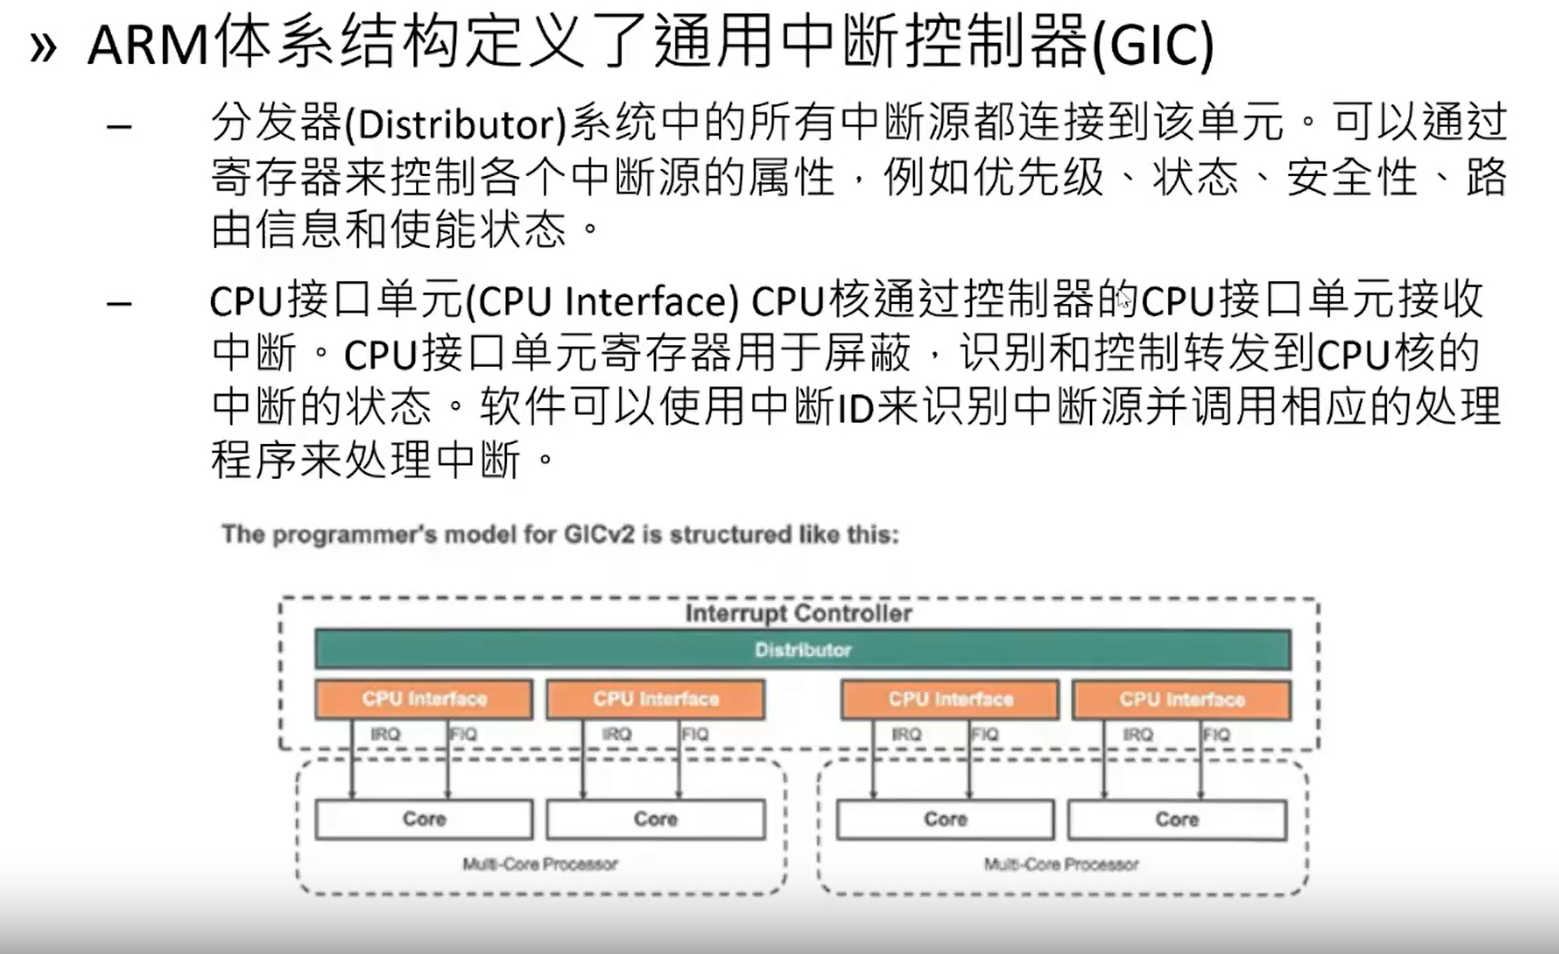 » ARM体系结构定义了通用中断控制器(GIC)
– 分发器(Distributor)系统中的所有中断源都连接到该单元。可以通过
寄存器来控制各个中断源的属性，例如优先级、状态、安全性、路
由信息和使能状态。
– CPU接口单元(CPU Interface) CPU核通过控制器的CPU接口单元接收
中断。CPU接口单元寄存器用于屏蔽，识别和控制转发到CPU核的
中断的状态。软件可以使用中断ID来识别中断源并调用相应的处理
程序来处理中断。
The programmer's model for GICv2 is structured like this:
Interrupt Controller
Distributor
CPU Interface CPU Interface CPU Interface CPU Interface
IRQ FIQ IRQ FIQ IRQ FIQ IRQ FIQ
Core Core Core Core
Multi-Core Processor Multi-Core Processor